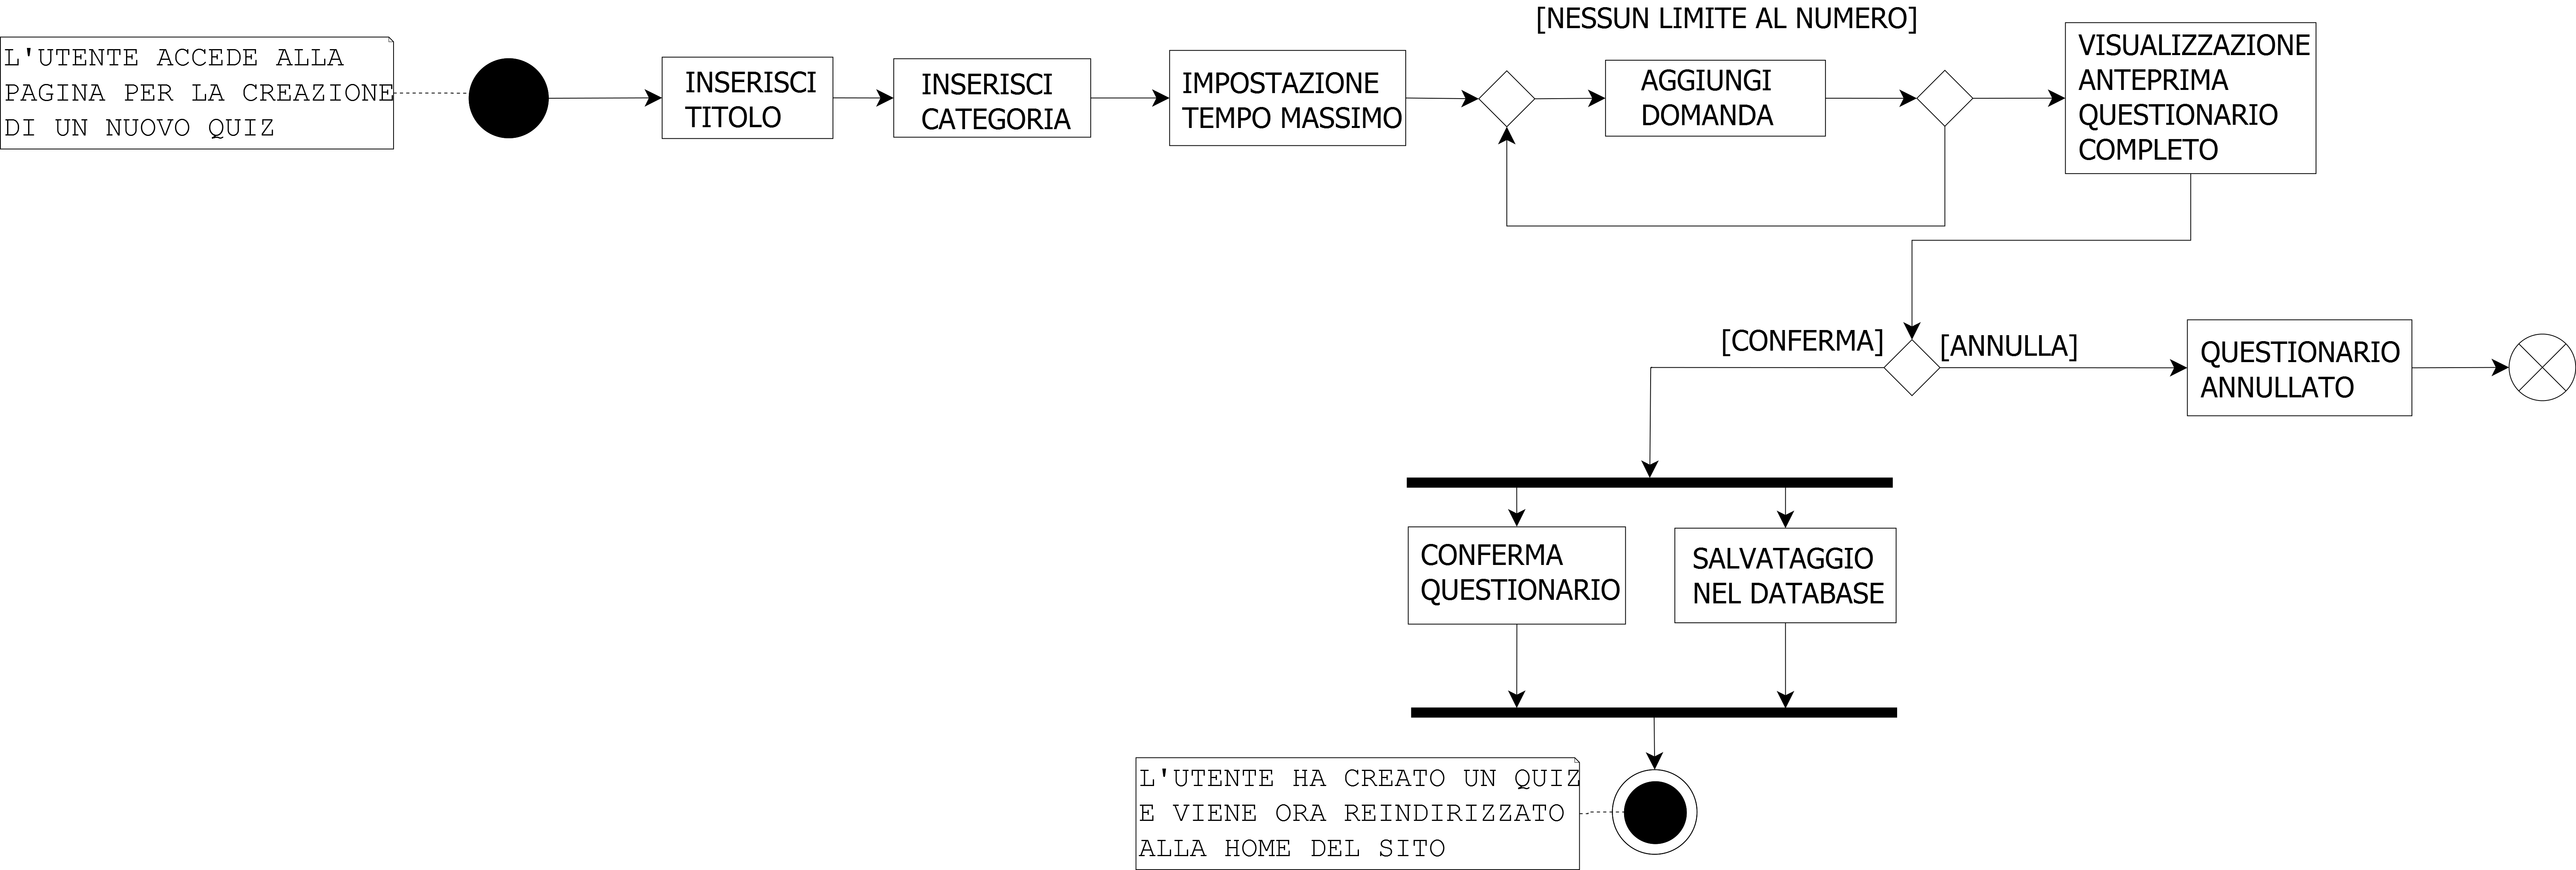 [NESSUN LIMITE AL NUMERO]
L'UTENTE ACCEDE ALLA
PAGINA PER LA CREAZIONE
DI UN NUOVO QUIZ
INSERISCI
TITOLO
INSERISCI
CATEGORIA
IMPOSTAZIONE
TEMPO MASSIMO
AGGIUNGI
DOMANDA
VISUALIZZAZIONE
ANTEPRIMA
QUESTIONARIO
COMPLETO
[CONFERMA]
[ANNULLA]
QUESTIONARIO
ANNULLATO
CONFERMA
QUESTIONARIO
SALVATAGGIO
NEL DATABASE
L'UTENTE HA CREATO UN QUIZ
E VIENE ORA REINDIRIZZATO
ALLA HOME DEL SITO